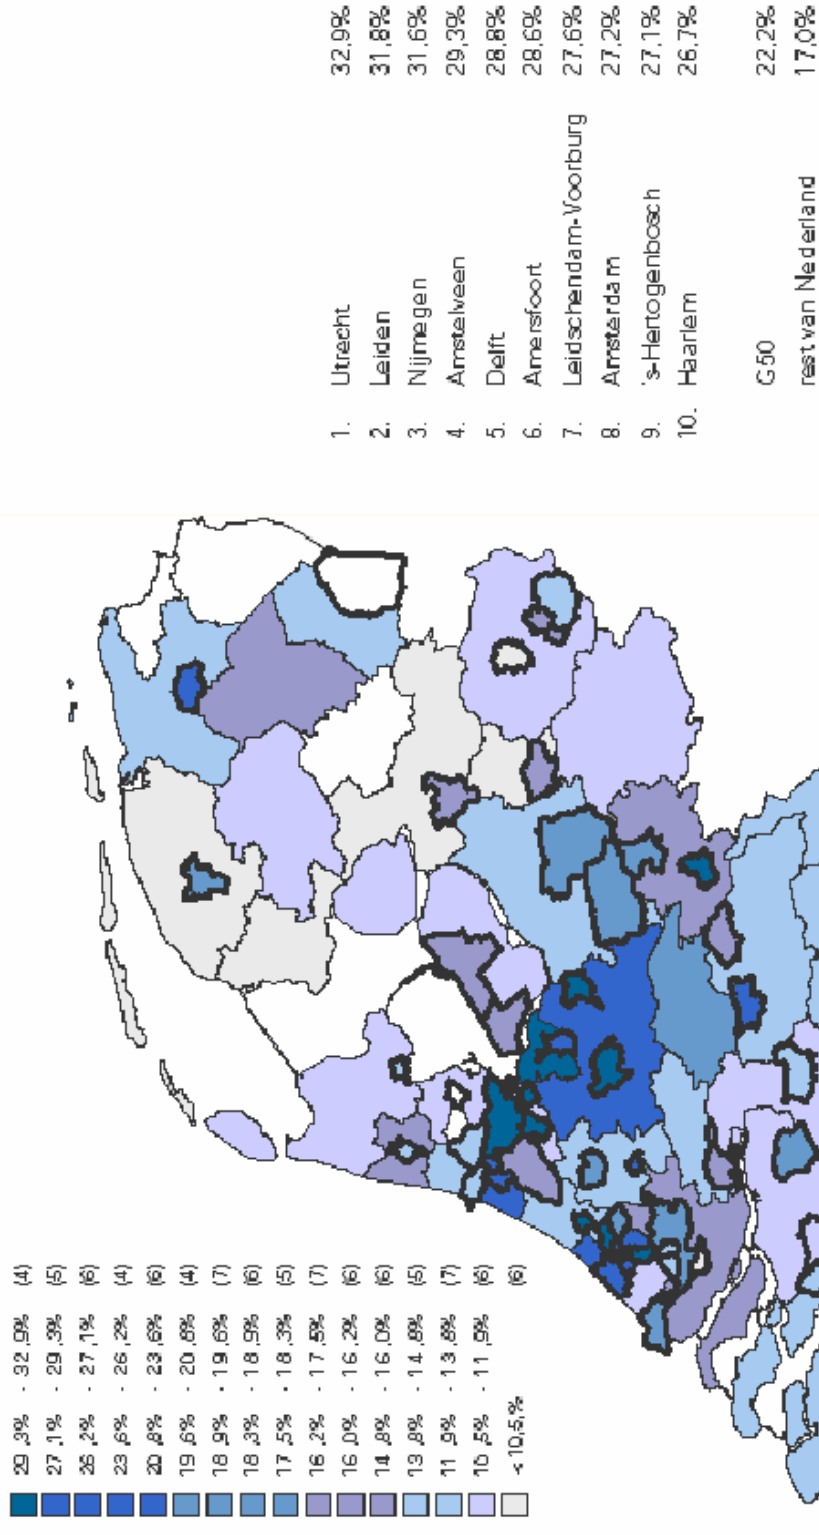 29,3% - 32,9% (4)
27,1% - 29,3% (5)
26,2% - 27,1% (6)
23,6% - 26,2% (4)
20,8% - 23,6% (6)
19,6% - 20,8% (4)
18,9% - 19,6% (7)
18,3% - 18,9% (6)
17,5% - 18,3% (5)
16,2% - 17,5% (7)
16,0% - 16,2% (6)
14,8% - 16,0% (6)
13,8% - 14,8% (5)
11,9% - 13,8% (7)
10,5% - 11,9% (6)
< 10,5,% (6)
1. Utrecht 32,9%
2. Leiden 31,8%
3. Nijmegen 31,6%
4. Amstelveen 29,3%
5. Delft 28,8%
6. Amersfoort 28,6%
7. Leidschendam-Voorburg 27,6%
8. Amsterdam 27,2%
9. 's-Hertogenbosch 27,1%
10. Haarlem 26,7%
G50 22,2%
rest van Nederland 17,0%